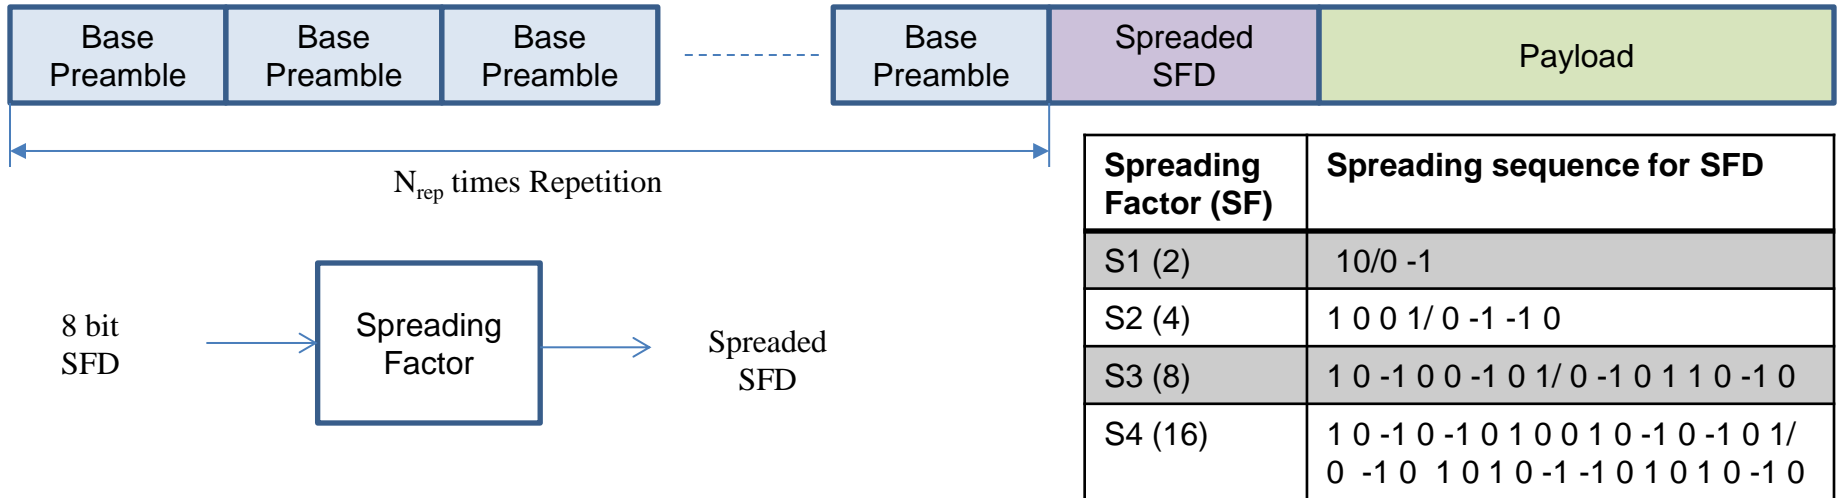 Base
Preamble
Base
Preamble
Base
Preamble
Base
Preamble
Spreaded
SFD
Payload
N_rep times Repetition
8 bit
SFD
Spreading
Factor
Spreaded
SFD
Spreading
Factor (SF)
Spreading sequence for SFD
S1 (2)
10/0 -1
S2 (4)
1 0 0 1/ 0 -1 -1 0
S3 (8)
1 0 -1 0 0 -1 0 1/ 0 -1 0 1 1 0 -1 0
S4 (16)
1 0 -1 0 -1 0 1 0 0 1 0 -1 0 -1 0 1/
0 -1 0 1 0 1 0 -1 -1 0 1 0 1 0 -1 0